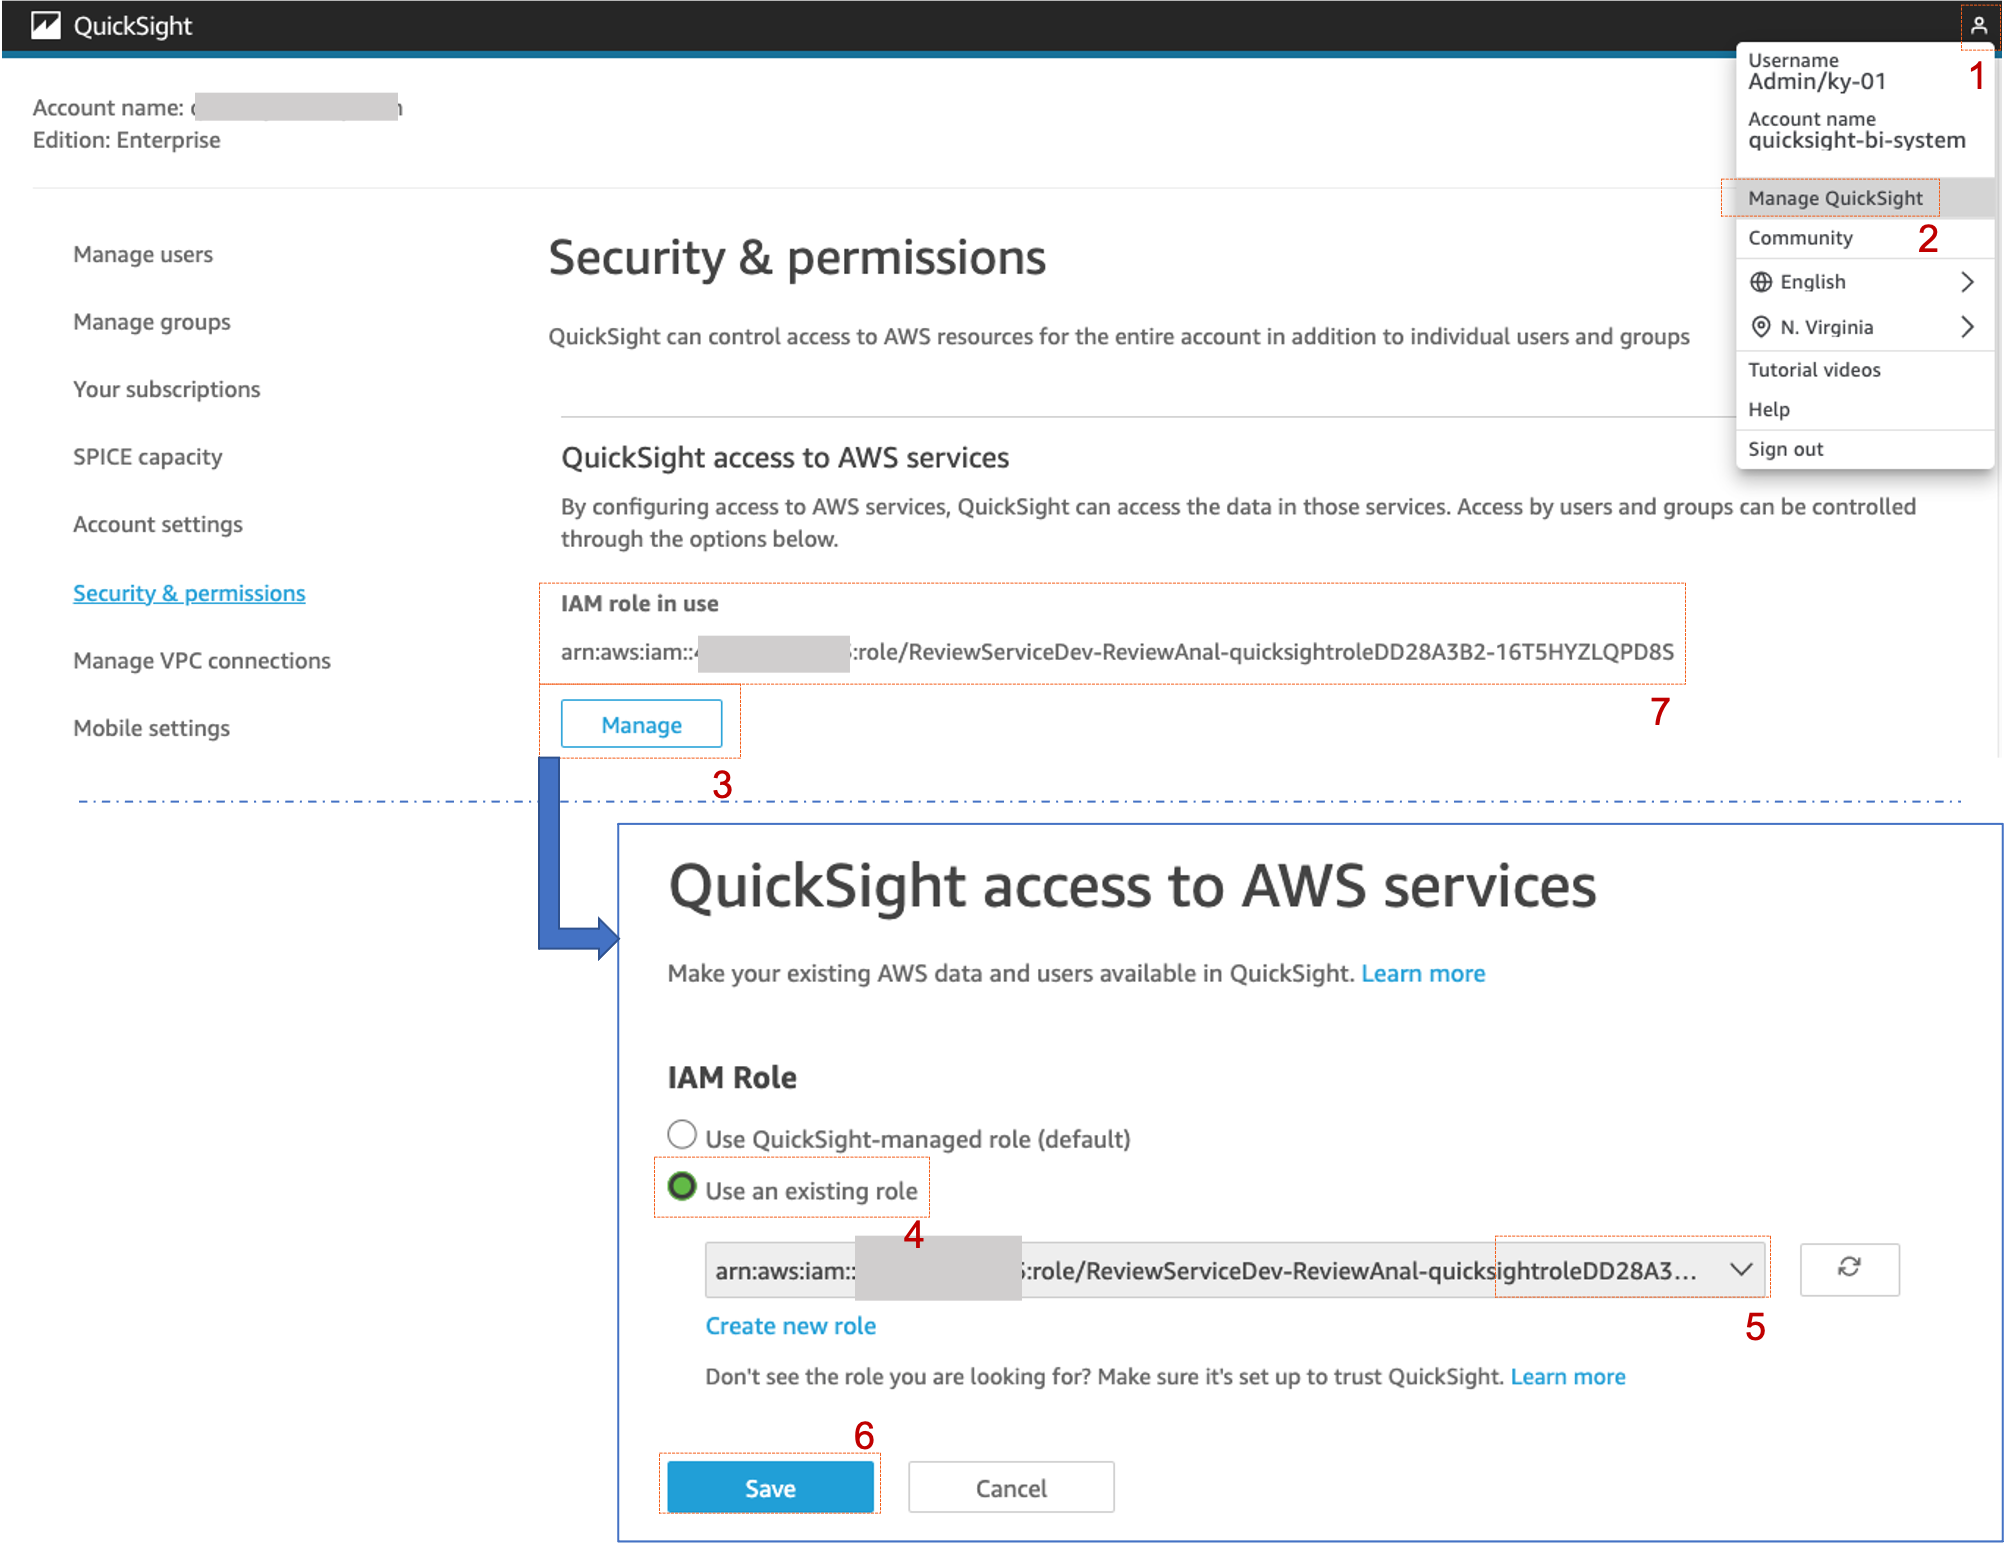 QuickSight
Username
Admin/ky-01
1
Account name
quicksight-bi-system
Manage QuickSight
2
Community
English
N. Virginia
Tutorial videos
Help
Sign out
Account name:
Edition: Enterprise
Manage users
Manage groups
Your subscriptions
SPICE capacity
Account settings
Security & permissions
Manage VPC connections
Mobile settings
Security & permissions
QuickSight can control access to AWS resources for the entire account in addition to individual users and groups
QuickSight access to AWS services
By configuring access to AWS services, QuickSight can access the data in those services. Access by users and groups can be controlled
through the options below.
IAM role in use
arn:aws:iam:: :role/ReviewServiceDev-ReviewAnal-quicksightroleDD28A3B2-16T5HYZLQPD8S
7
Manage
3
QuickSight access to AWS services
Make your existing AWS data and users available in QuickSight. Learn more
IAM Role
Use QuickSight-managed role (default)
Use an existing role
4
arn:aws:iam:: :role/ReviewServiceDev-ReviewAnal-quicksightroleDD28A3...
5
Create new role
Don't see the role you are looking for? Make sure it's set up to trust QuickSight. Learn more
6
Save
Cancel